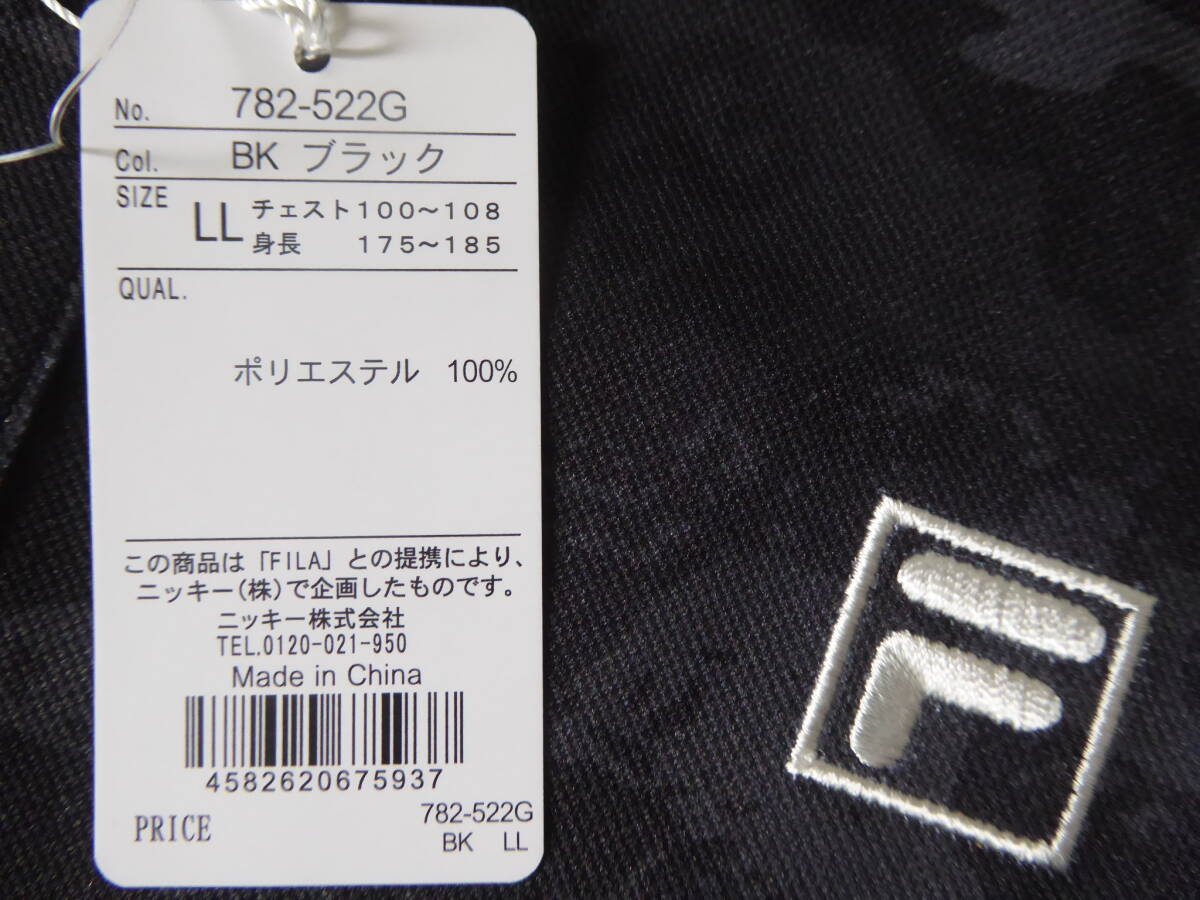 No. 782-522G
Col. BK ブラック
SIZE LL チェスト100～108
身長 175～185
QUAL.
ポリエステル 100%
この商品は「FILA」との提携により、
ニッキー(株)で企画したものです。
ニッキー株式会社
TEL.0120-021-950
Made in China
4582620675937
PRICE
782-522G
BK LL
F